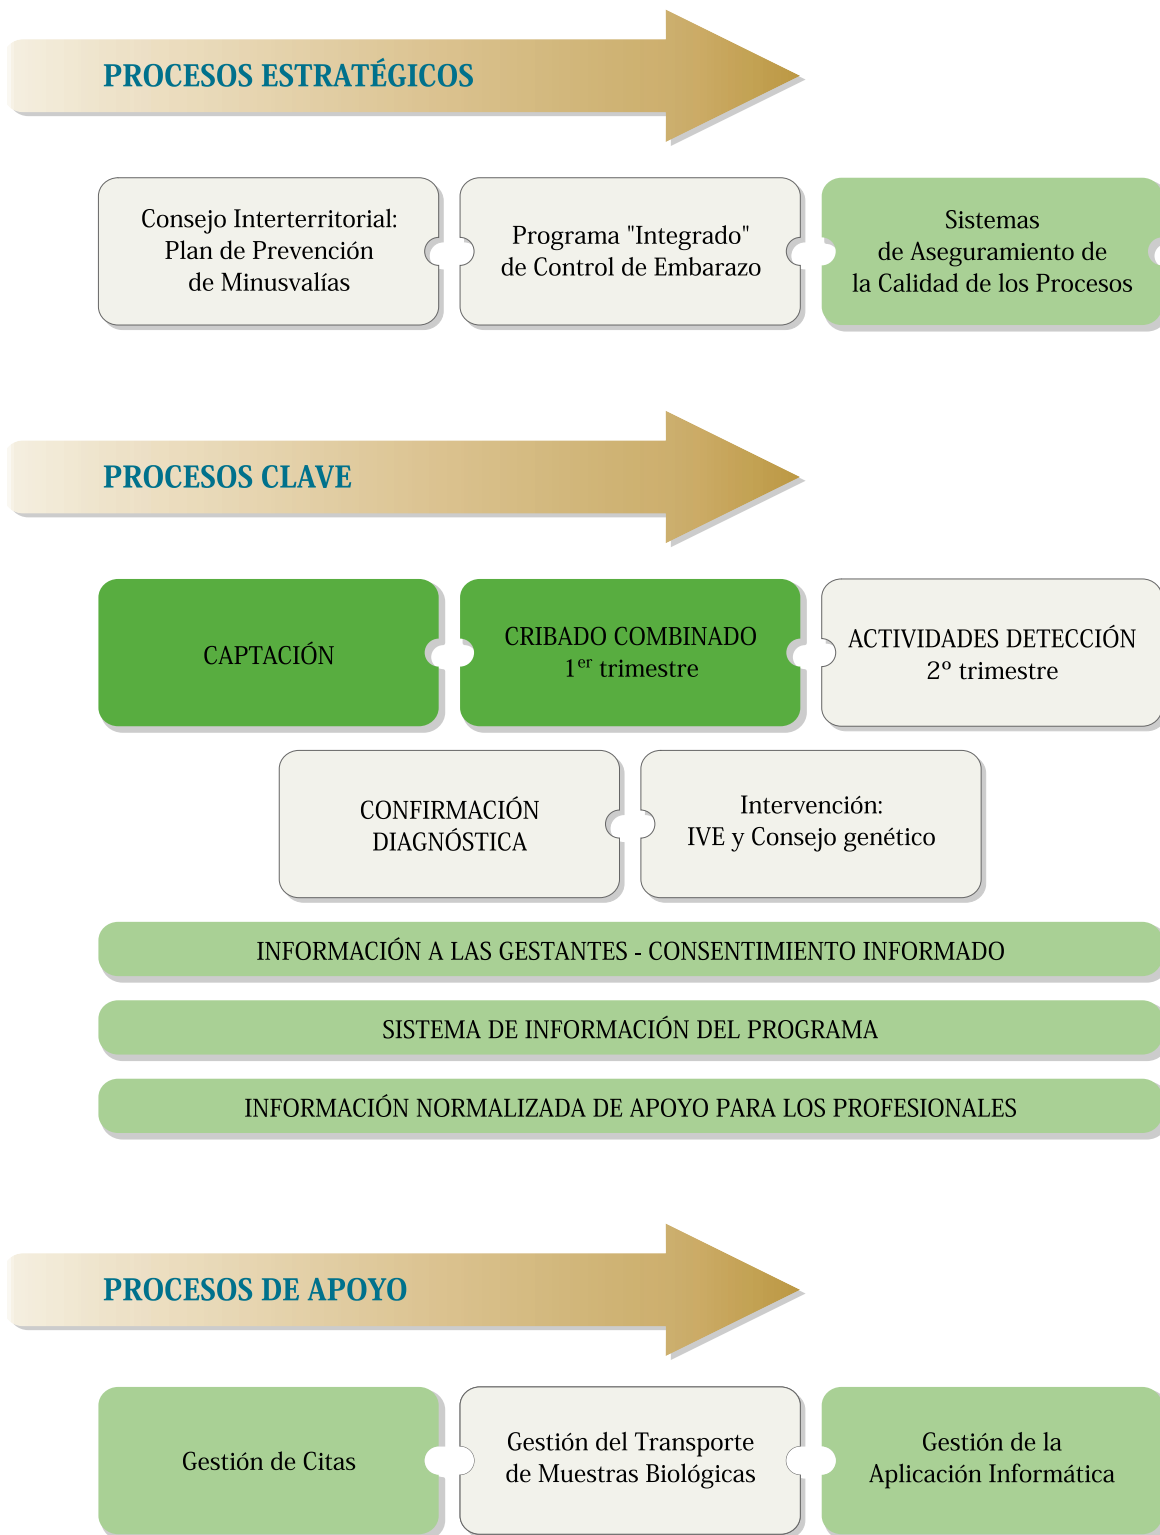 PROCESOS ESTRATÉGICOS
Consejo Interterritorial:
Plan de Prevención
de Minusvalías
Programa "Integrado"
de Control de Embarazo
Sistemas
de Aseguramiento de
la Calidad de los Procesos
PROCESOS CLAVE
CAPTACIÓN
CRIBADO COMBINADO
1er trimestre
ACTIVIDADES DETECCIÓN
2º trimestre
CONFIRMACIÓN
DIAGNÓSTICA
Intervención:
IVE y Consejo genético
INFORMACIÓN A LAS GESTANTES - CONSENTIMIENTO INFORMADO
SISTEMA DE INFORMACIÓN DEL PROGRAMA
INFORMACIÓN NORMALIZADA DE APOYO PARA LOS PROFESIONALES
PROCESOS DE APOYO
Gestión de Citas
Gestión del Transporte
de Muestras Biológicas
Gestión de la
Aplicación Informática